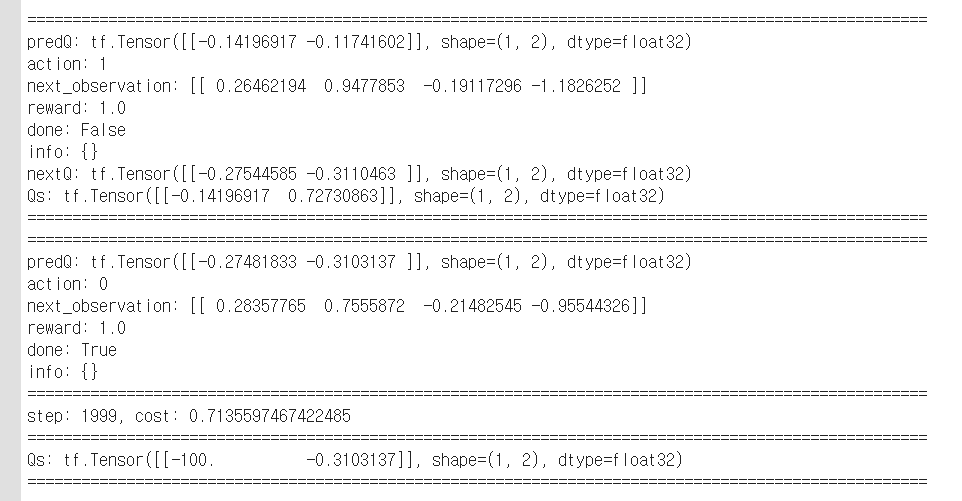 ================================================================================
predQ: tf.Tensor([[-0.14196917 -0.11741602]], shape=(1, 2), dtype=float32)
action: 1
next_observation: [[ 0.26462194  0.9477853  -0.19117296 -1.1826252 ]]
reward: 1.0
done: False
info: {}
nextQ: tf.Tensor([[-0.27544585 -0.3110463 ]], shape=(1, 2), dtype=float32)
Qs: tf.Tensor([[-0.14196917  0.72730863]], shape=(1, 2), dtype=float32)
================================================================================
================================================================================
predQ: tf.Tensor([[-0.27481833 -0.3103137 ]], shape=(1, 2), dtype=float32)
action: 0
next_observation: [[ 0.28357765  0.7555872  -0.21482545 -0.95544326]]
reward: 1.0
done: True
info: {}
================================================================================
step: 1999, cost: 0.7135597467422485
================================================================================
Qs: tf.Tensor([[-100.          -0.3103137]], shape=(1, 2), dtype=float32)
================================================================================